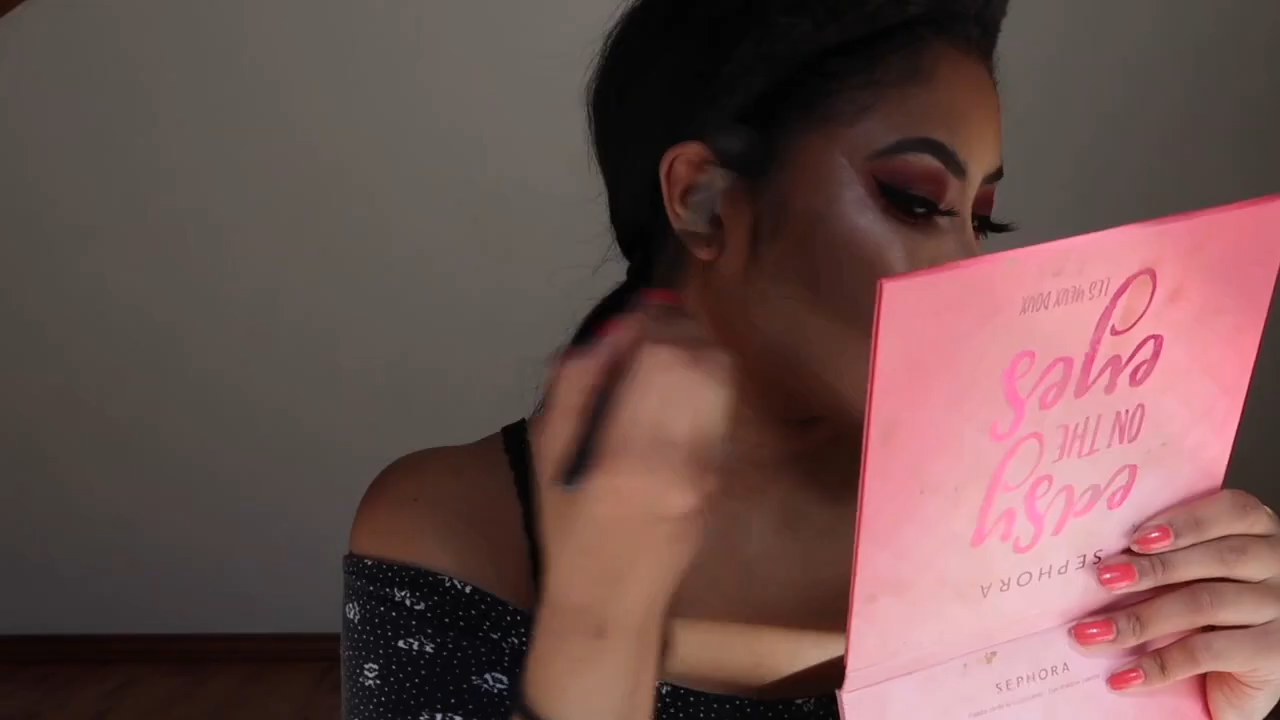 SEPHORA
easy
ON THE
eyes
LES YEUX DOUX
SEPHORA